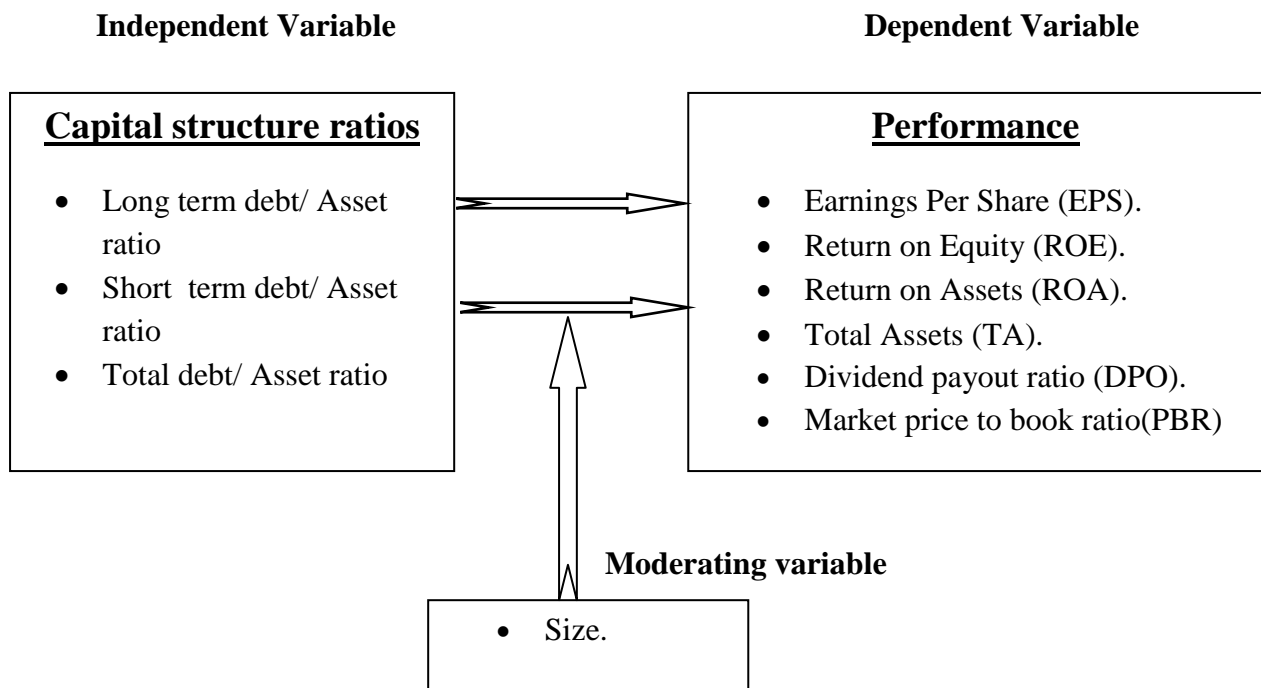 Independent Variable
Dependent Variable
Capital structure ratios
• Long term debt/ Asset
ratio
• Short term debt/ Asset
ratio
• Total debt/ Asset ratio
Performance
• Earnings Per Share (EPS).
• Return on Equity (ROE).
• Return on Assets (ROA).
• Total Assets (TA).
• Dividend payout ratio (DPO).
• Market price to book ratio(PBR)
Moderating variable
• Size.